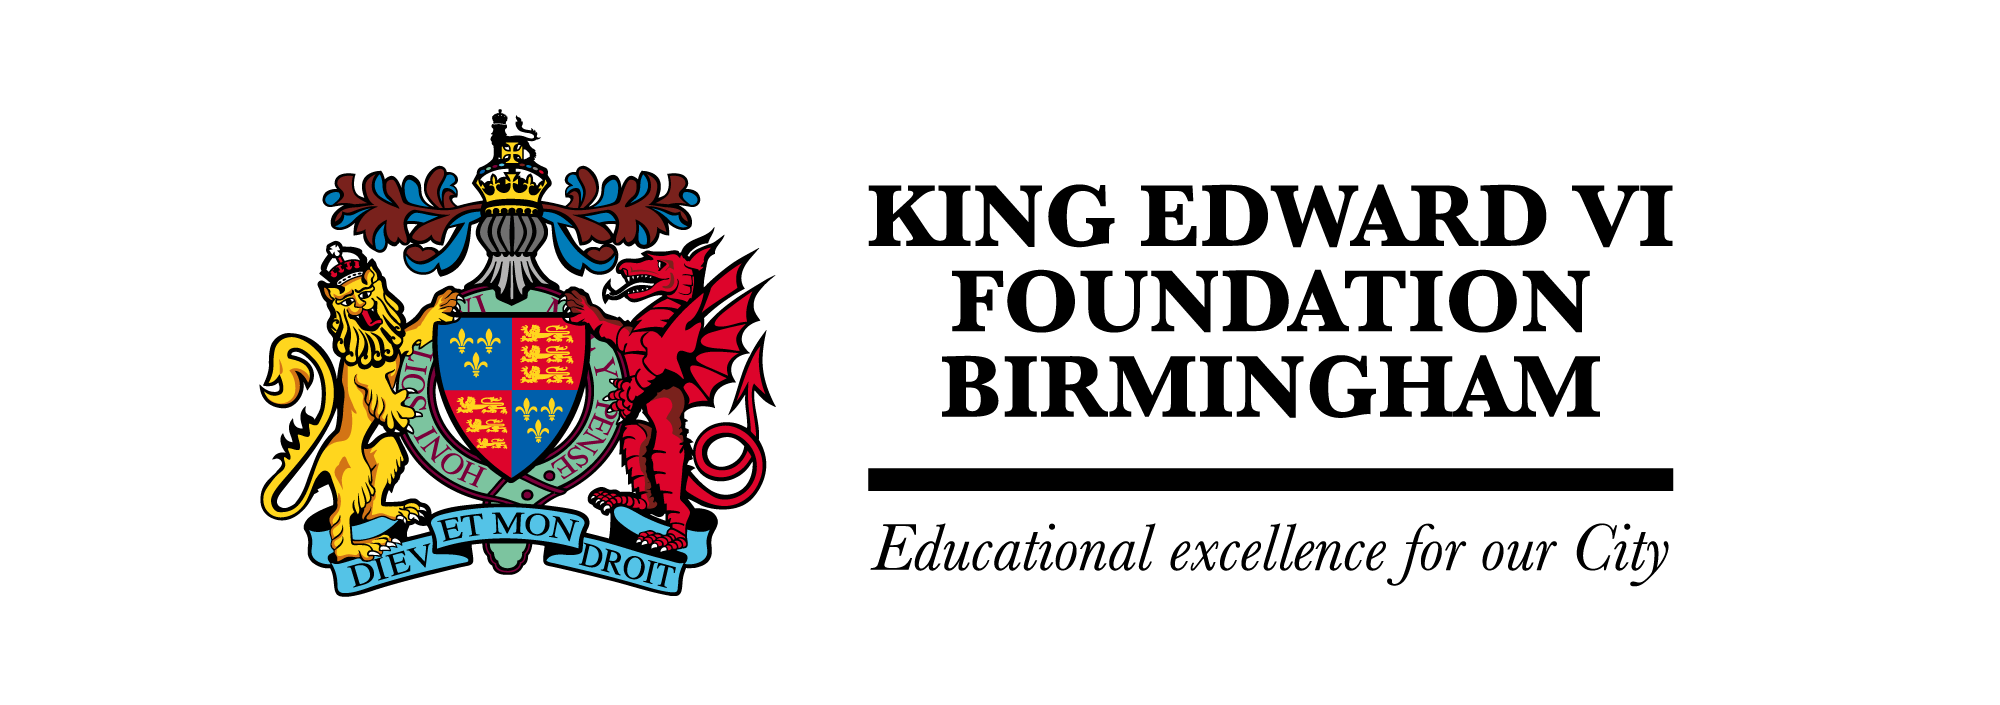 HONI SOIT
Y PENSE
DIEV ET MON DROIT
KING EDWARD VI
FOUNDATION
BIRMINGHAM
Educational excellence for our City